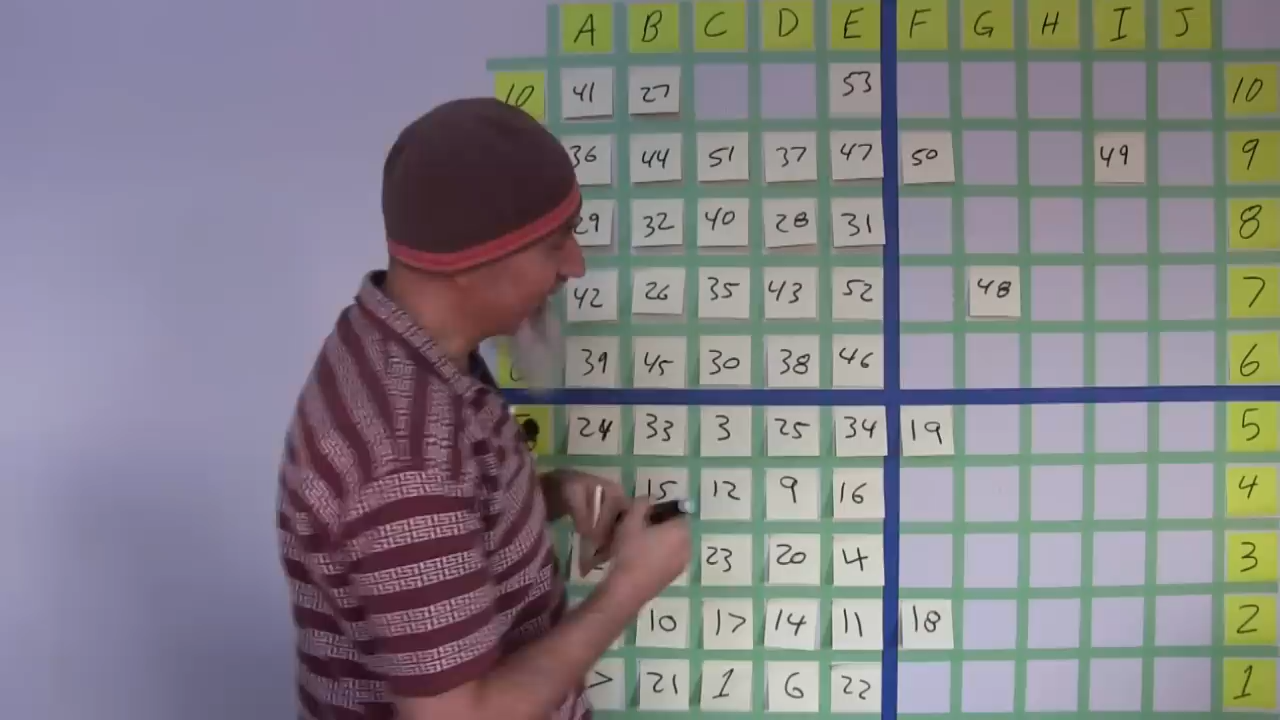 A B C D E F G H I J
10 41 27 53 10
36 44 51 37 47 50 49 9
29 32 40 28 31 8
42 26 35 43 52 48 7
39 45 30 38 46 6
24 33 3 25 34 19 5
15 12 9 16 4
23 20 4 3
10 17 14 11 18 2
21 1 6 22 1